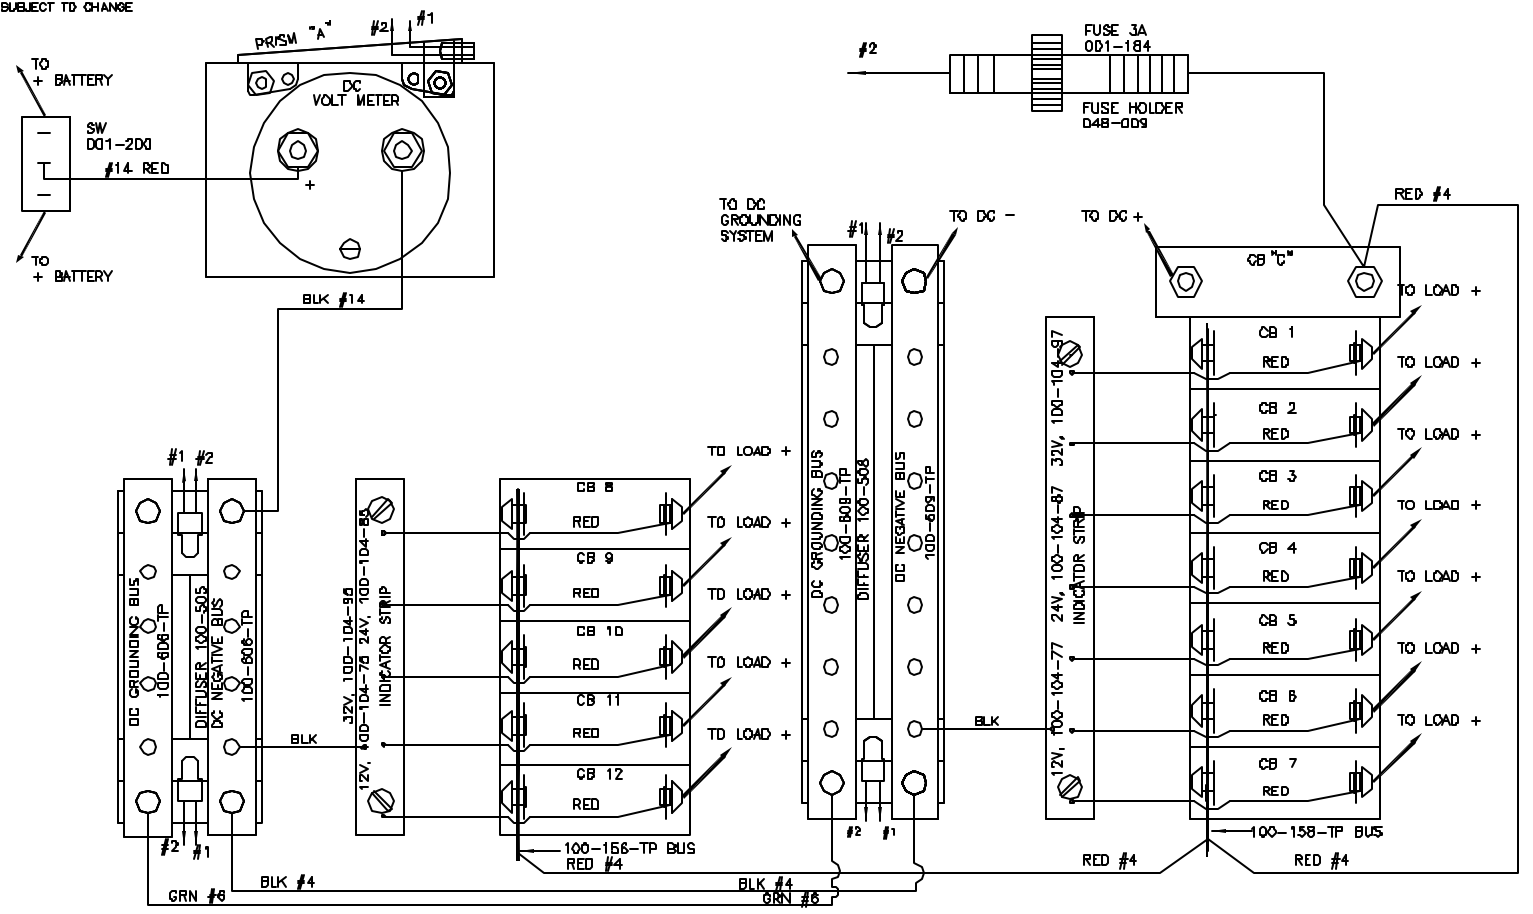 SUBJECT TO CHANGE
TO
+ BATTERY
SW
001-200
#14 RED
TO
+ BATTERY
PRISM "A"
#2
#1
DC
VOLT METER
+
BLK #14
#2
FUSE 3A
001-184
FUSE HOLDER
048-009
RED #4
TO DC
GROUNDING
SYSTEM
#1
#2
TO DC -
TO DC +
CB "C"
TO LOAD +
CB 1
RED
TO LOAD +
CB 2
RED
TO LOAD +
CB 3
RED
TO LOAD +
CB 4
RED
TO LOAD +
CB 5
RED
TO LOAD +
CB 6
RED
TO LOAD +
CB 7
RED
100-158-TP BUS
RED #4
RED #4
12V, 100-104-77 24V, 100-104-87 32V, 100-104-97
INDICATOR STRIP
BLK
DC GROUNDING BUS
100-608-TP
DIFFUSER 100-508
DC NEGATIVE BUS
100-609-TP
#2
#1
#1
#2
DC GROUNDING BUS
100-606-TP
DIFFUSER 100-505
DC NEGATIVE BUS
100-606-TP
#2
#1
BLK
12V, 100-104-75 24V, 100-104-85
32V, 100-104-95
INDICATOR STRIP
CB 8
RED
TO LOAD +
CB 9
RED
TO LOAD +
CB 10
RED
TO LOAD +
CB 11
RED
TO LOAD +
CB 12
RED
TO LOAD +
100-156-TP BUS
RED #4
BLK #4
GRN #6
BLK #4
GRN #6